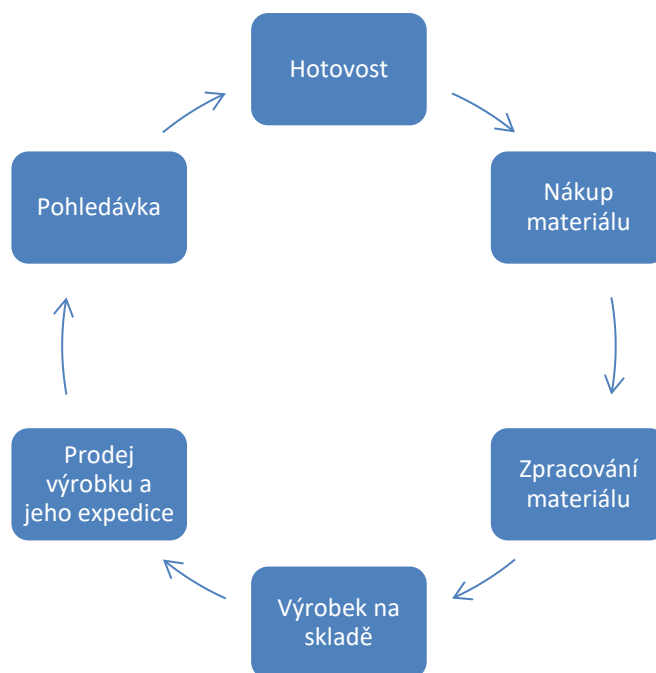 Hotovost
Nákup
materiálu
Zpracování
materiálu
Výrobek na
skladě
Prodej
výrobku a
jeho expedice
Pohledávka